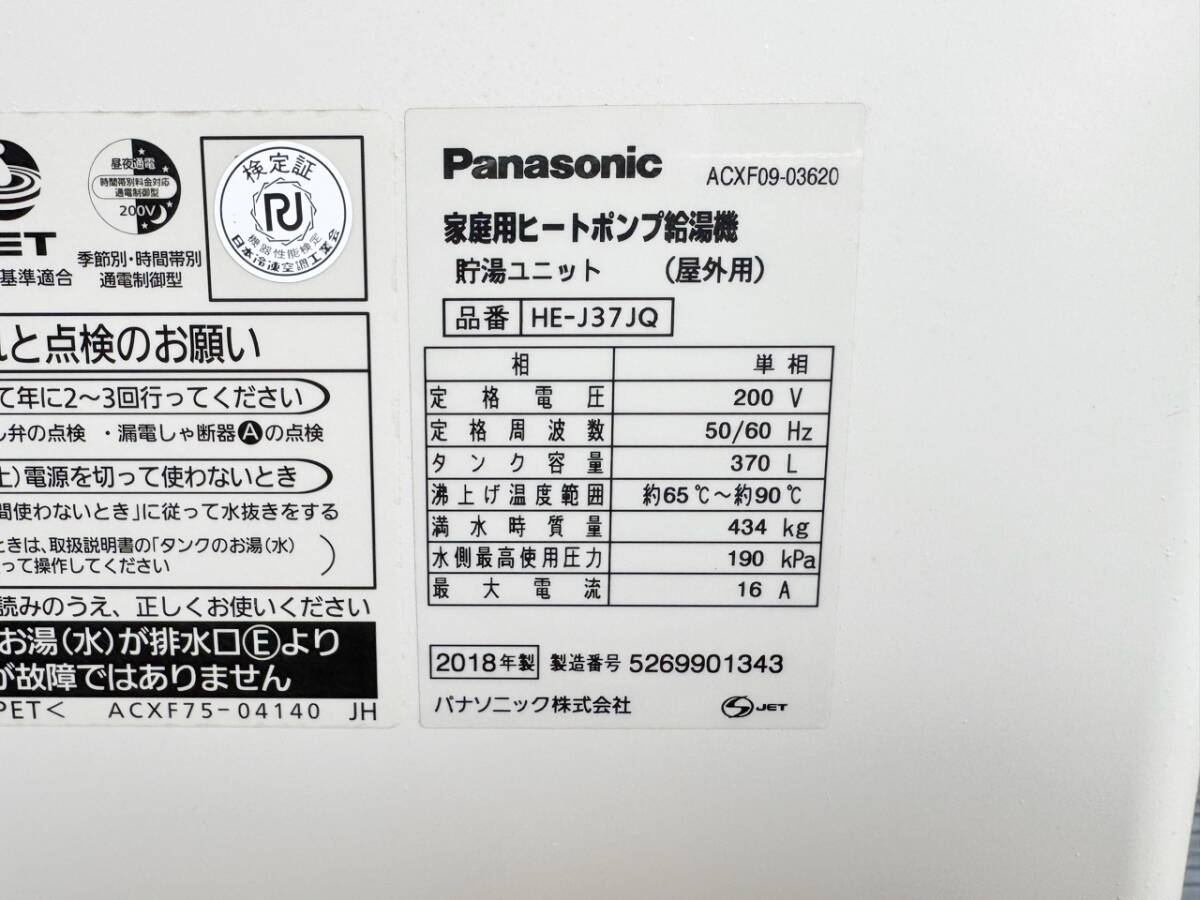 JET
基準適合
昼夜通電
時間帯別料金対応
通電制御型
200V
季節別・時間帯別
通電制御型
検定証
機器性能検定
日本冷凍空調工業会
と点検のお願い
て年に2〜3回行ってください
し弁の点検 ・漏電しゃ断器Aの点検
土)電源を切って使わないとき
間使わないとき」に従って水抜きをする
ときは、取扱説明書の「タンクのお湯(水)
って操作してください
読みのうえ、正しくお使いください
お湯(水)が排水口Ⓔより
が故障ではありません
PET< ACXF75-04140 JH
Panasonic ACXF09-03620
家庭用ヒートポンプ給湯機
貯湯ユニット (屋外用)
品番 HE-J37JQ
相 単相
定格電圧 200 V
定格周波数 50/60 Hz
タンク容量 370 L
沸上げ温度範囲 約65℃〜約90℃
満水時質量 434 kg
水側最高使用圧力 190 kPa
最大電流 16 A
2018年製 製造番号 5269901343
パナソニック株式会社 JET